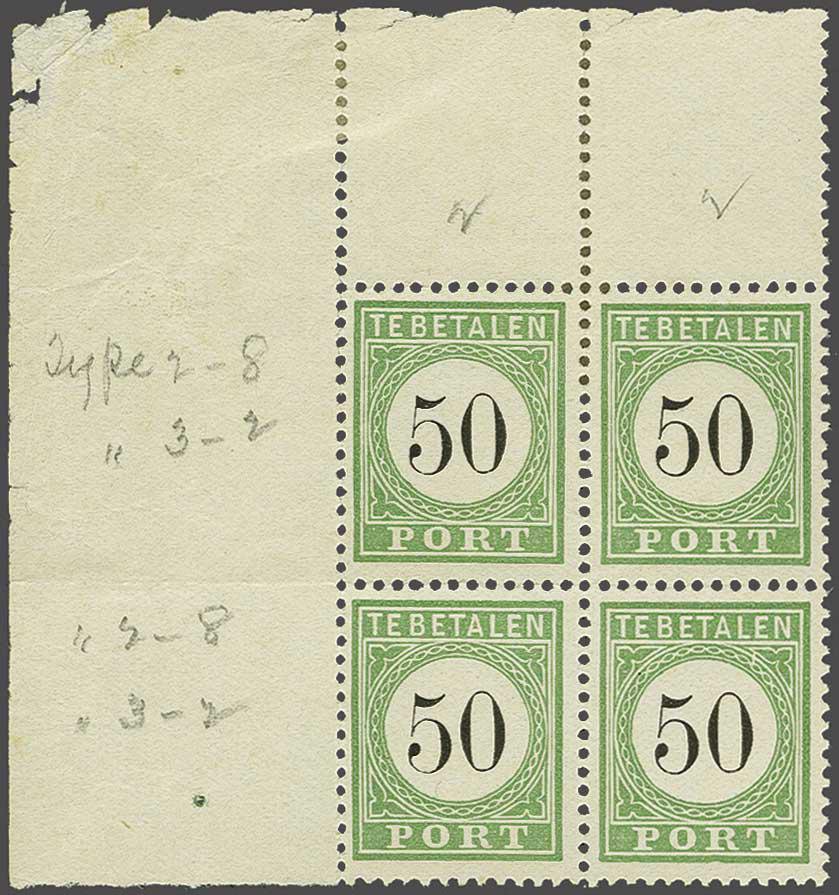 TE BETALEN
50
PORT
TE BETALEN
50
PORT
Type 2 - 8
" 3 - 2
TE BETALEN
50
PORT
TE BETALEN
50
PORT
" 2 - 8
" 3 - 2